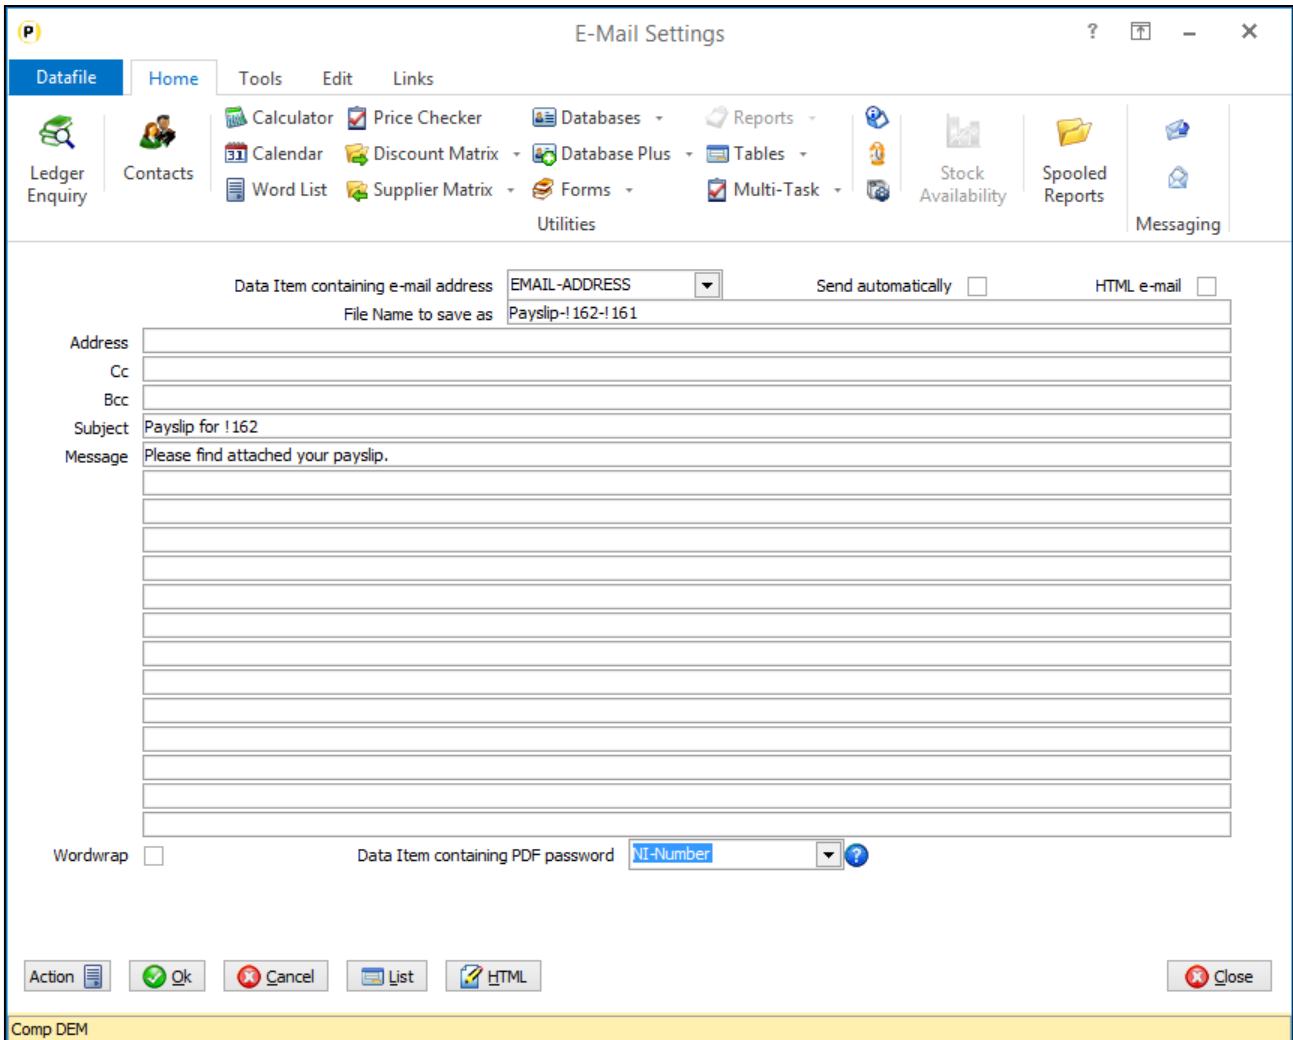 P
E-Mail Settings
?
Datafile Home Tools Edit Links
Calculator Price Checker Databases Reports
Ledger Enquiry Contacts 31 Calendar Discount Matrix Database Plus Tables Stock Availability Spooled Reports
Word List Supplier Matrix Forms Multi-Task
Utilities Messaging
Data Item containing e-mail address EMAIL-ADDRESS Send automatically HTML e-mail
File Name to save as Payslip-!162-!161
Address
Cc
Bcc
Subject Payslip for !162
Message Please find attached your payslip.
Wordwrap Data Item containing PDF password NI-Number ?
Action Ok Cancel List HTML Close
Comp DEM